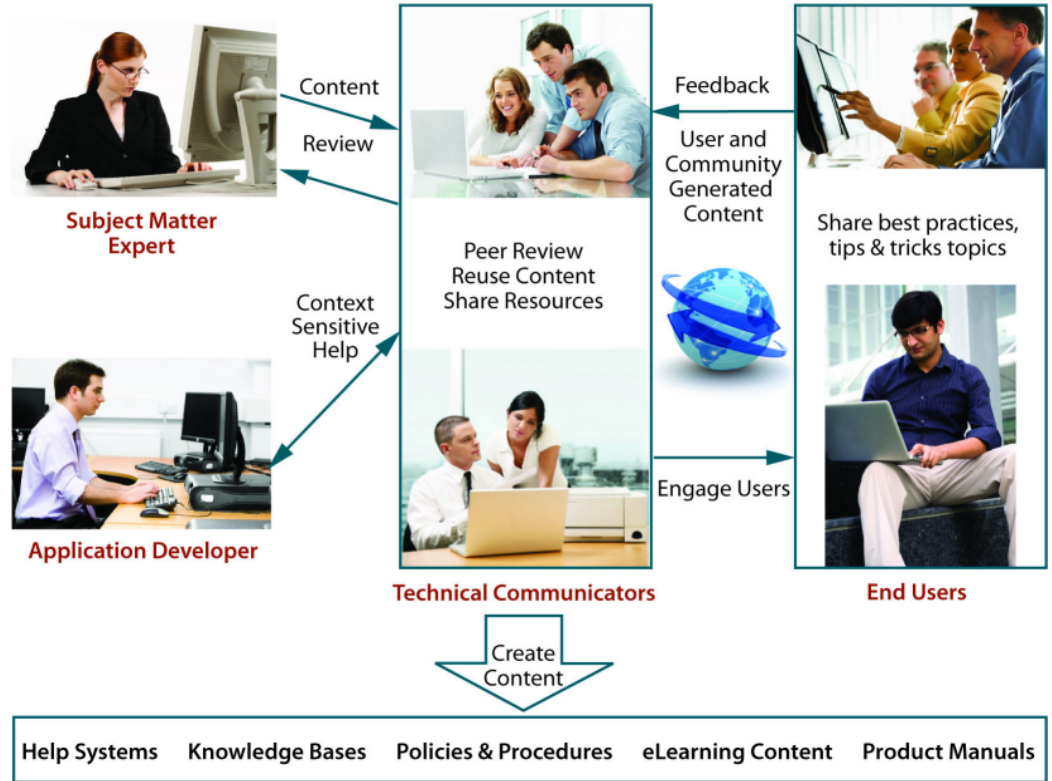 Content
Review
Subject Matter
Expert
Context
Sensitive
Help
Application Developer
Peer Review
Reuse Content
Share Resources
Technical Communicators
Feedback
User and
Community
Generated
Content
Engage Users
Share best practices,
tips & tricks topics
End Users
Create
Content
Help Systems Knowledge Bases Policies & Procedures eLearning Content Product Manuals